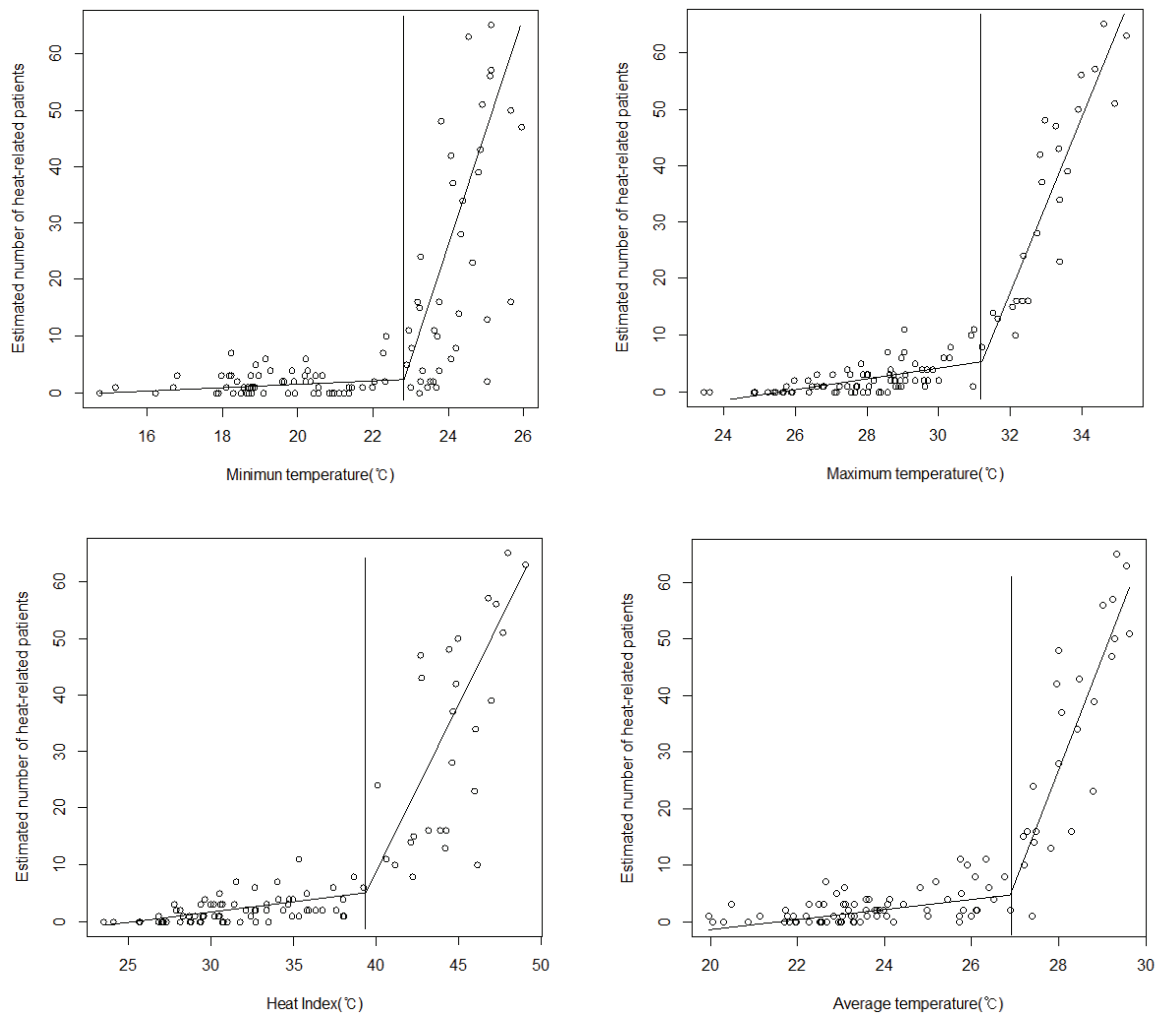 Estimated number of heat-related patients
60
50
40
30
20
10
0
16 18 20 22 24 26
Minimun temperature(℃)
Estimated number of heat-related patients
60
50
40
30
20
10
0
24 26 28 30 32 34
Maximum temperature(℃)
Estimated number of heat-related patients
60
50
40
30
20
10
0
25 30 35 40 45 50
Heat Index(℃)
Estimated number of heat-related patients
60
50
40
30
20
10
0
20 22 24 26 28 30
Average temperature(℃)